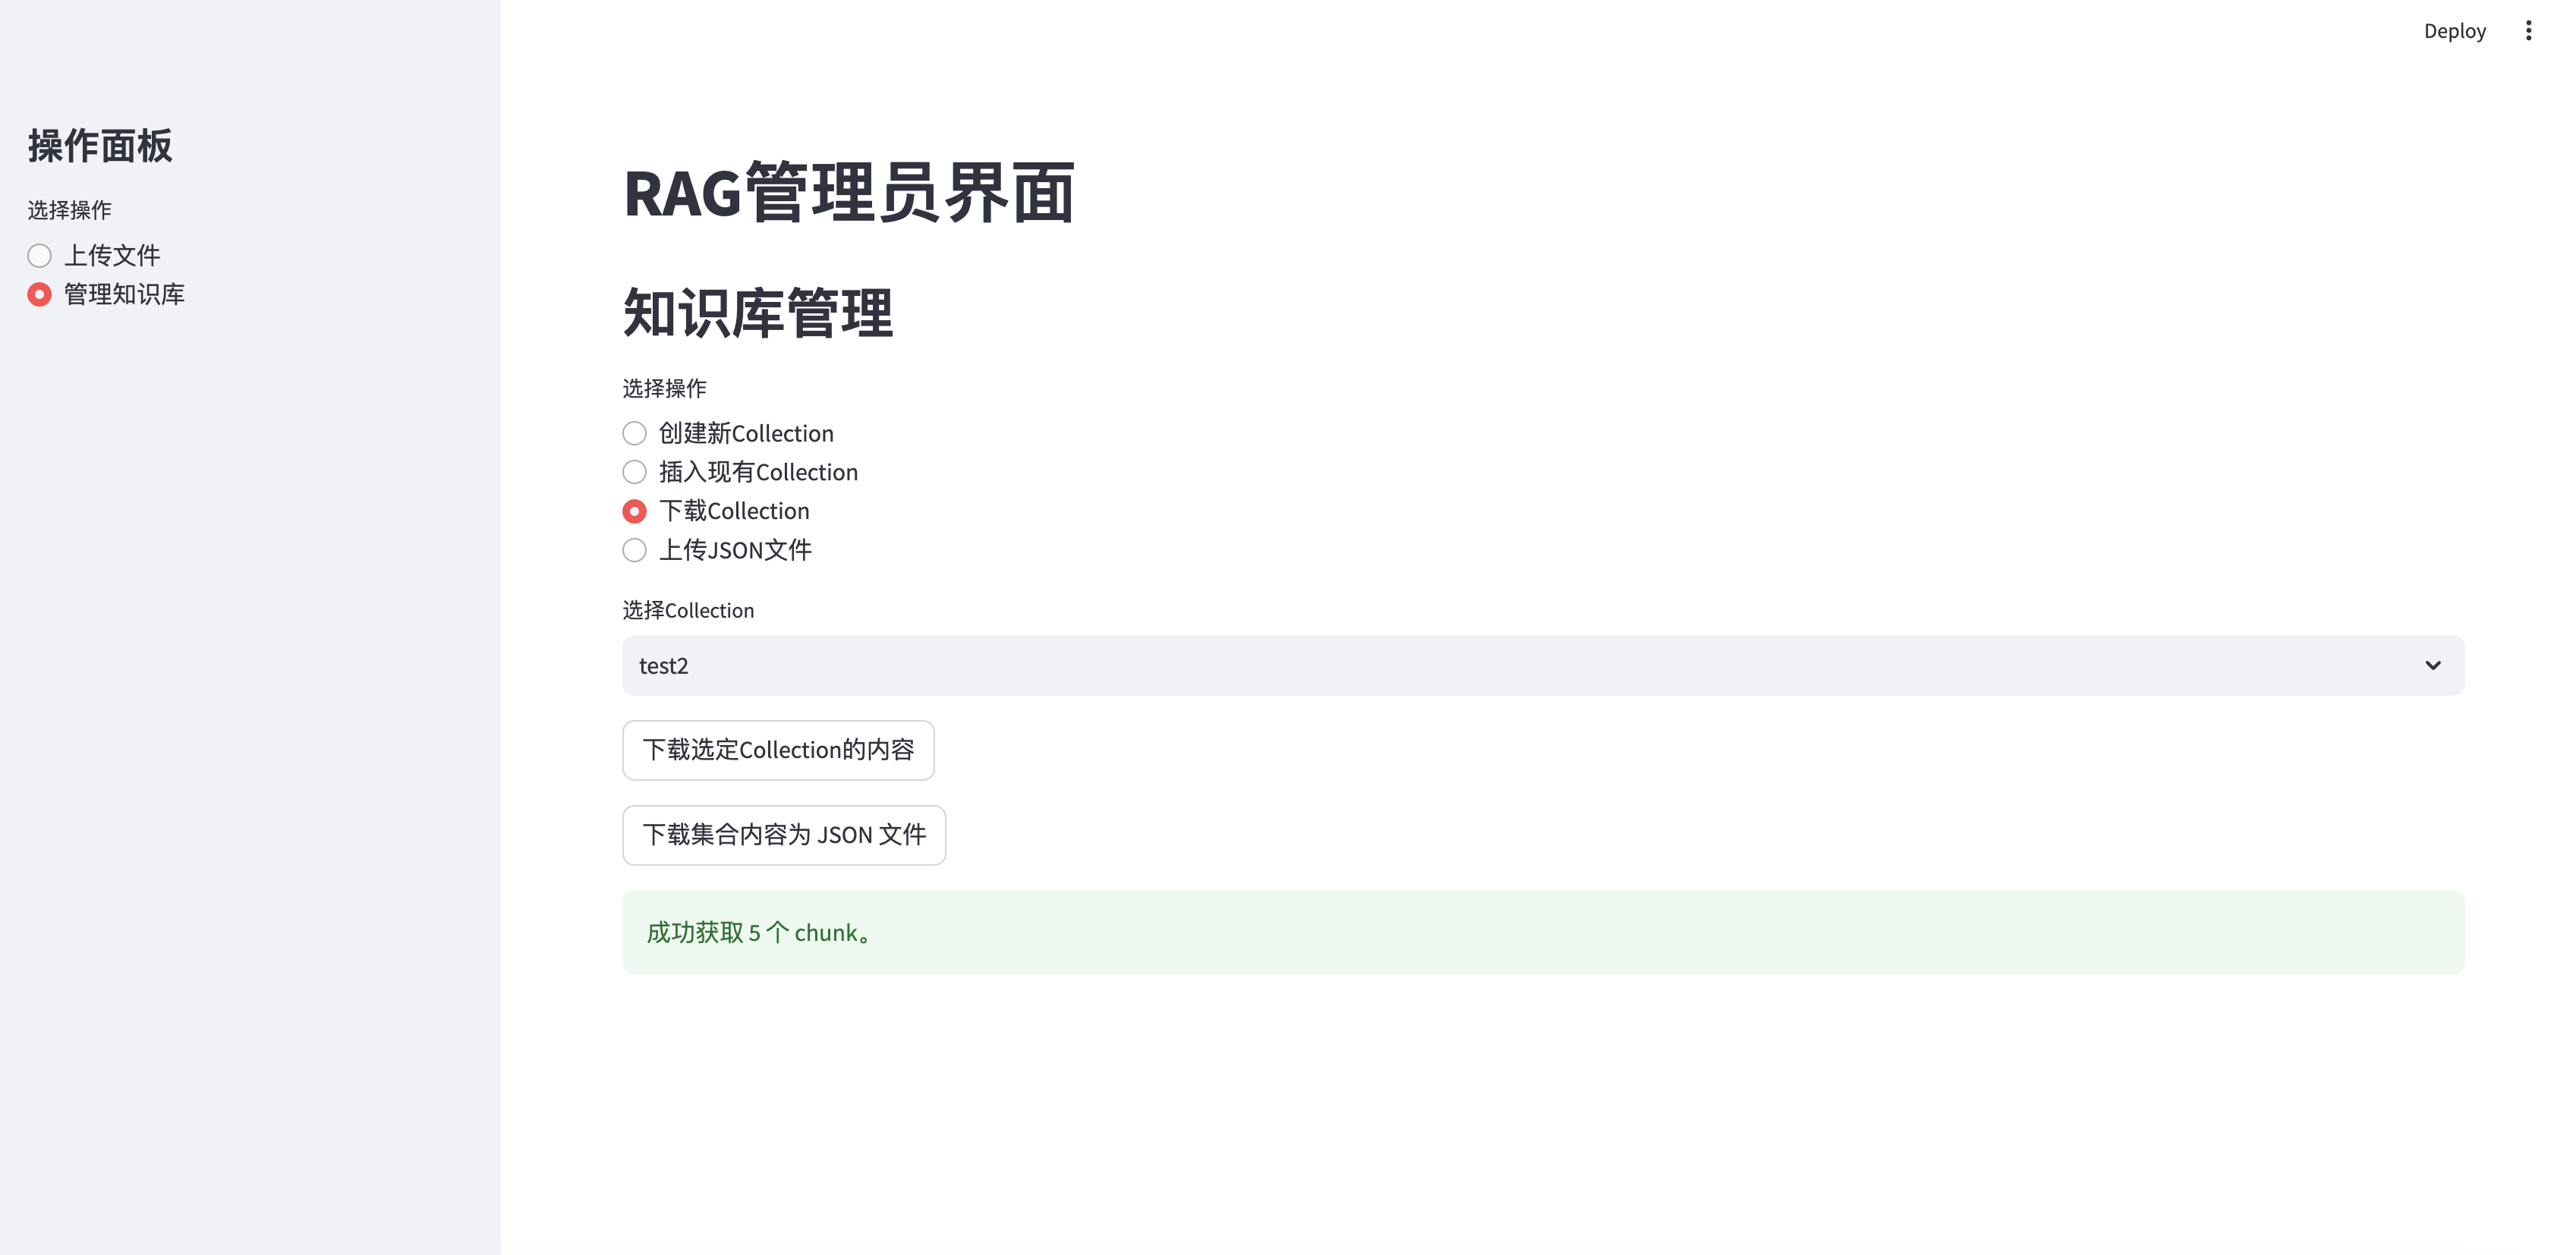 Deploy
操作面板
选择操作
上传文件
管理知识库
RAG管理员界面
知识库管理
选择操作
创建新Collection
插入现有Collection
下载Collection
上传JSON文件
选择Collection
test2
下载选定Collection的内容
下载集合内容为 JSON 文件
成功获取 5 个 chunk。